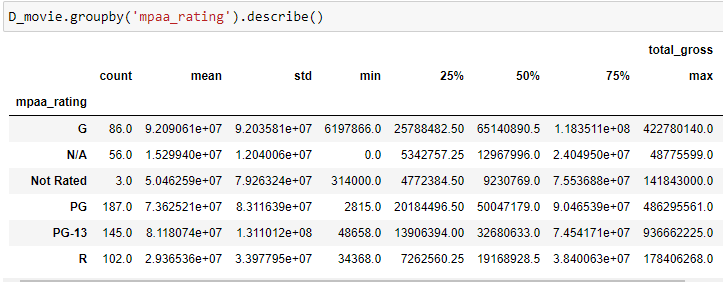 D_movie.groupby('mpaa_rating').describe()
total_gross
count mean std min 25% 50% 75% max
mpaa_rating
G 86.0 9.209061e+07 9.203581e+07 6197866.0 25788482.50 65140890.5 1.183511e+08 422780140.0
N/A 56.0 1.529940e+07 1.204006e+07 0.0 5342757.25 12967996.0 2.404950e+07 48775599.0
Not Rated 3.0 5.046259e+07 7.926324e+07 314000.0 4772384.50 9230769.0 7.553688e+07 141843000.0
PG 187.0 7.362521e+07 8.311639e+07 2815.0 20184496.50 50047179.0 9.046539e+07 486295561.0
PG-13 145.0 8.118074e+07 1.311012e+08 48658.0 13906394.00 32680633.0 7.454171e+07 936662225.0
R 102.0 2.936536e+07 3.397795e+07 34368.0 7262560.25 19168928.5 3.840063e+07 178406268.0